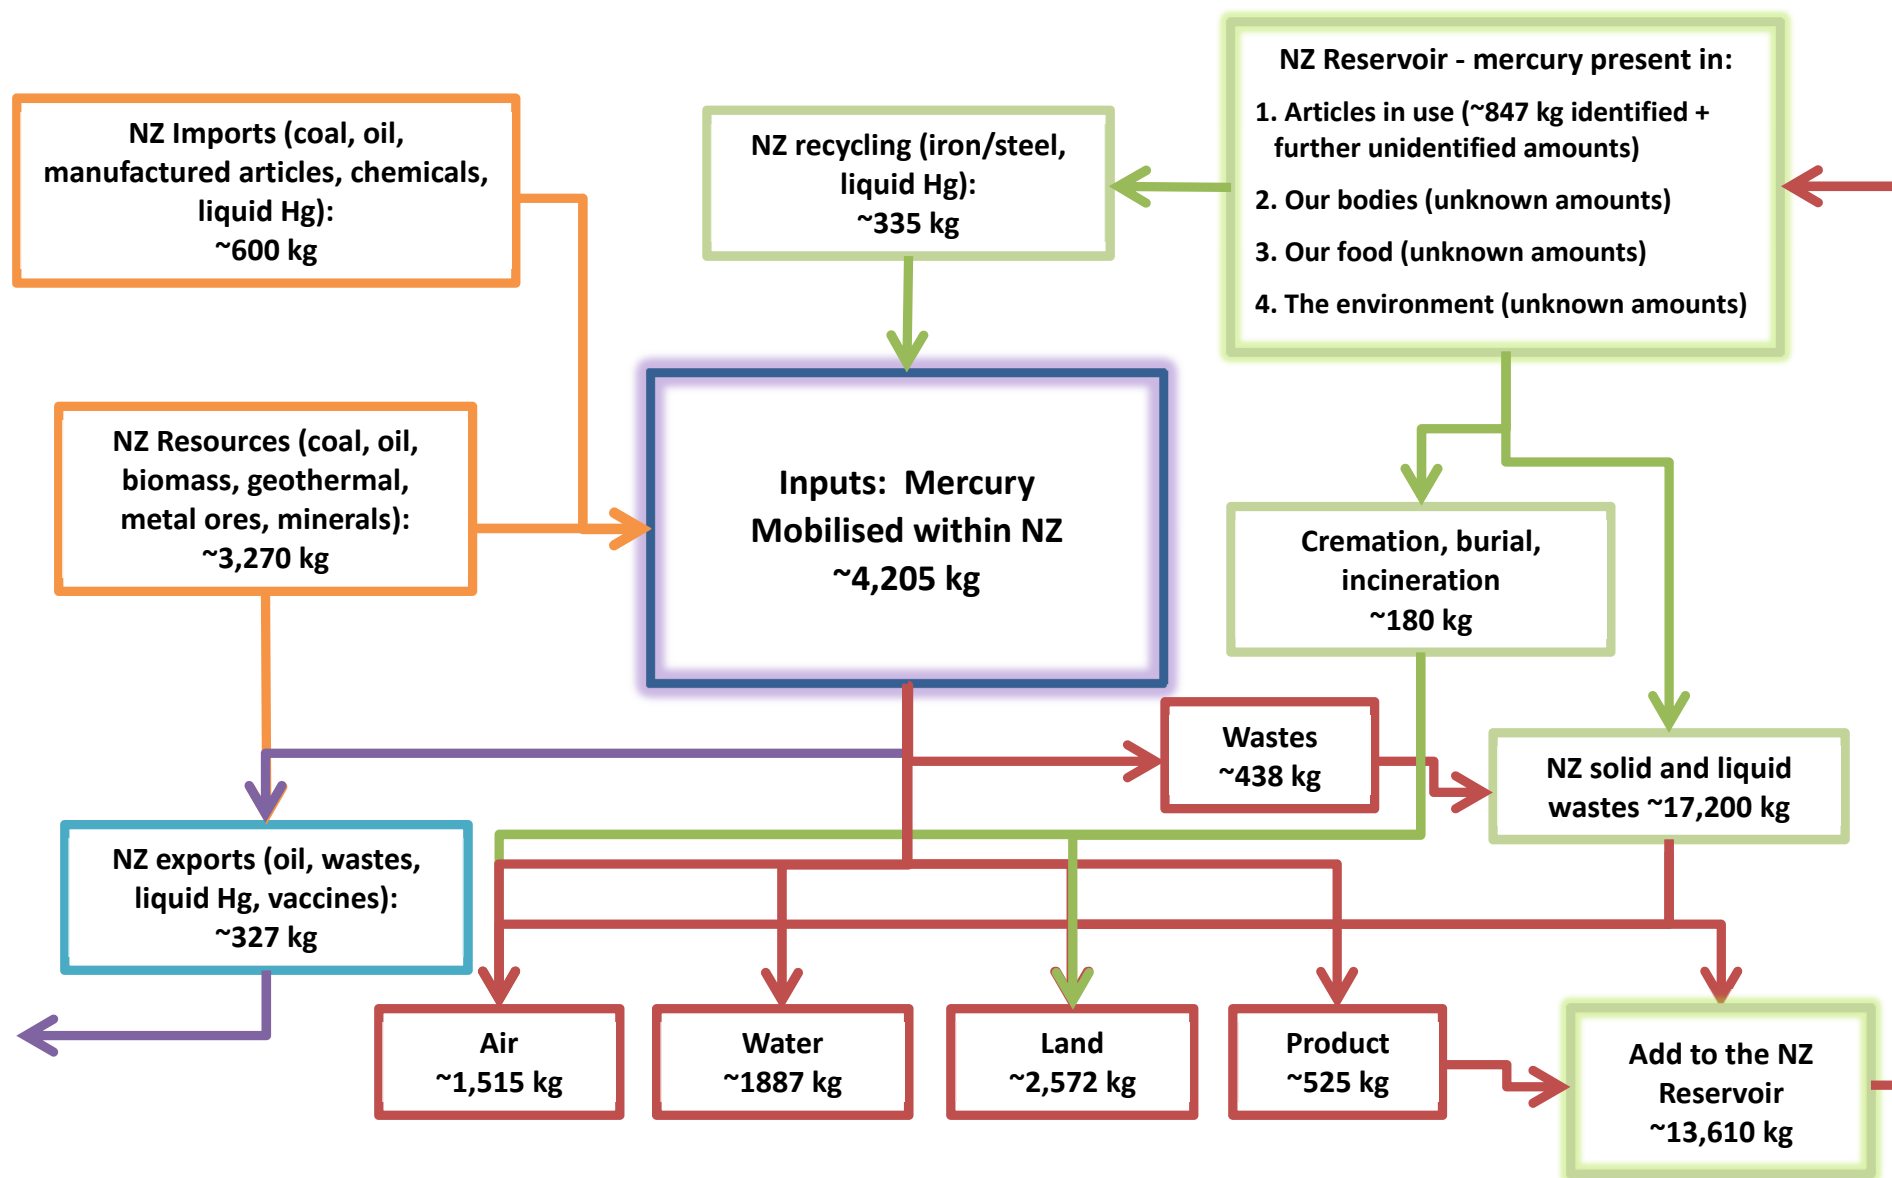 NZ Imports (coal, oil,
manufactured articles, chemicals,
liquid Hg):
~600 kg
NZ recycling (iron/steel,
liquid Hg):
~335 kg
NZ Reservoir - mercury present in:
1. Articles in use (~847 kg identified +
further unidentified amounts)
2. Our bodies (unknown amounts)
3. Our food (unknown amounts)
4. The environment (unknown amounts)
NZ Resources (coal, oil,
biomass, geothermal,
metal ores, minerals):
~3,270 kg
Inputs:  Mercury
Mobilised within NZ
~4,205 kg
Cremation, burial,
incineration
~180 kg
Wastes
~438 kg
NZ solid and liquid
wastes ~17,200 kg
NZ exports (oil, wastes,
liquid Hg, vaccines):
~327 kg
Air
~1,515 kg
Water
~1887 kg
Land
~2,572 kg
Product
~525 kg
Add to the NZ
Reservoir
~13,610 kg